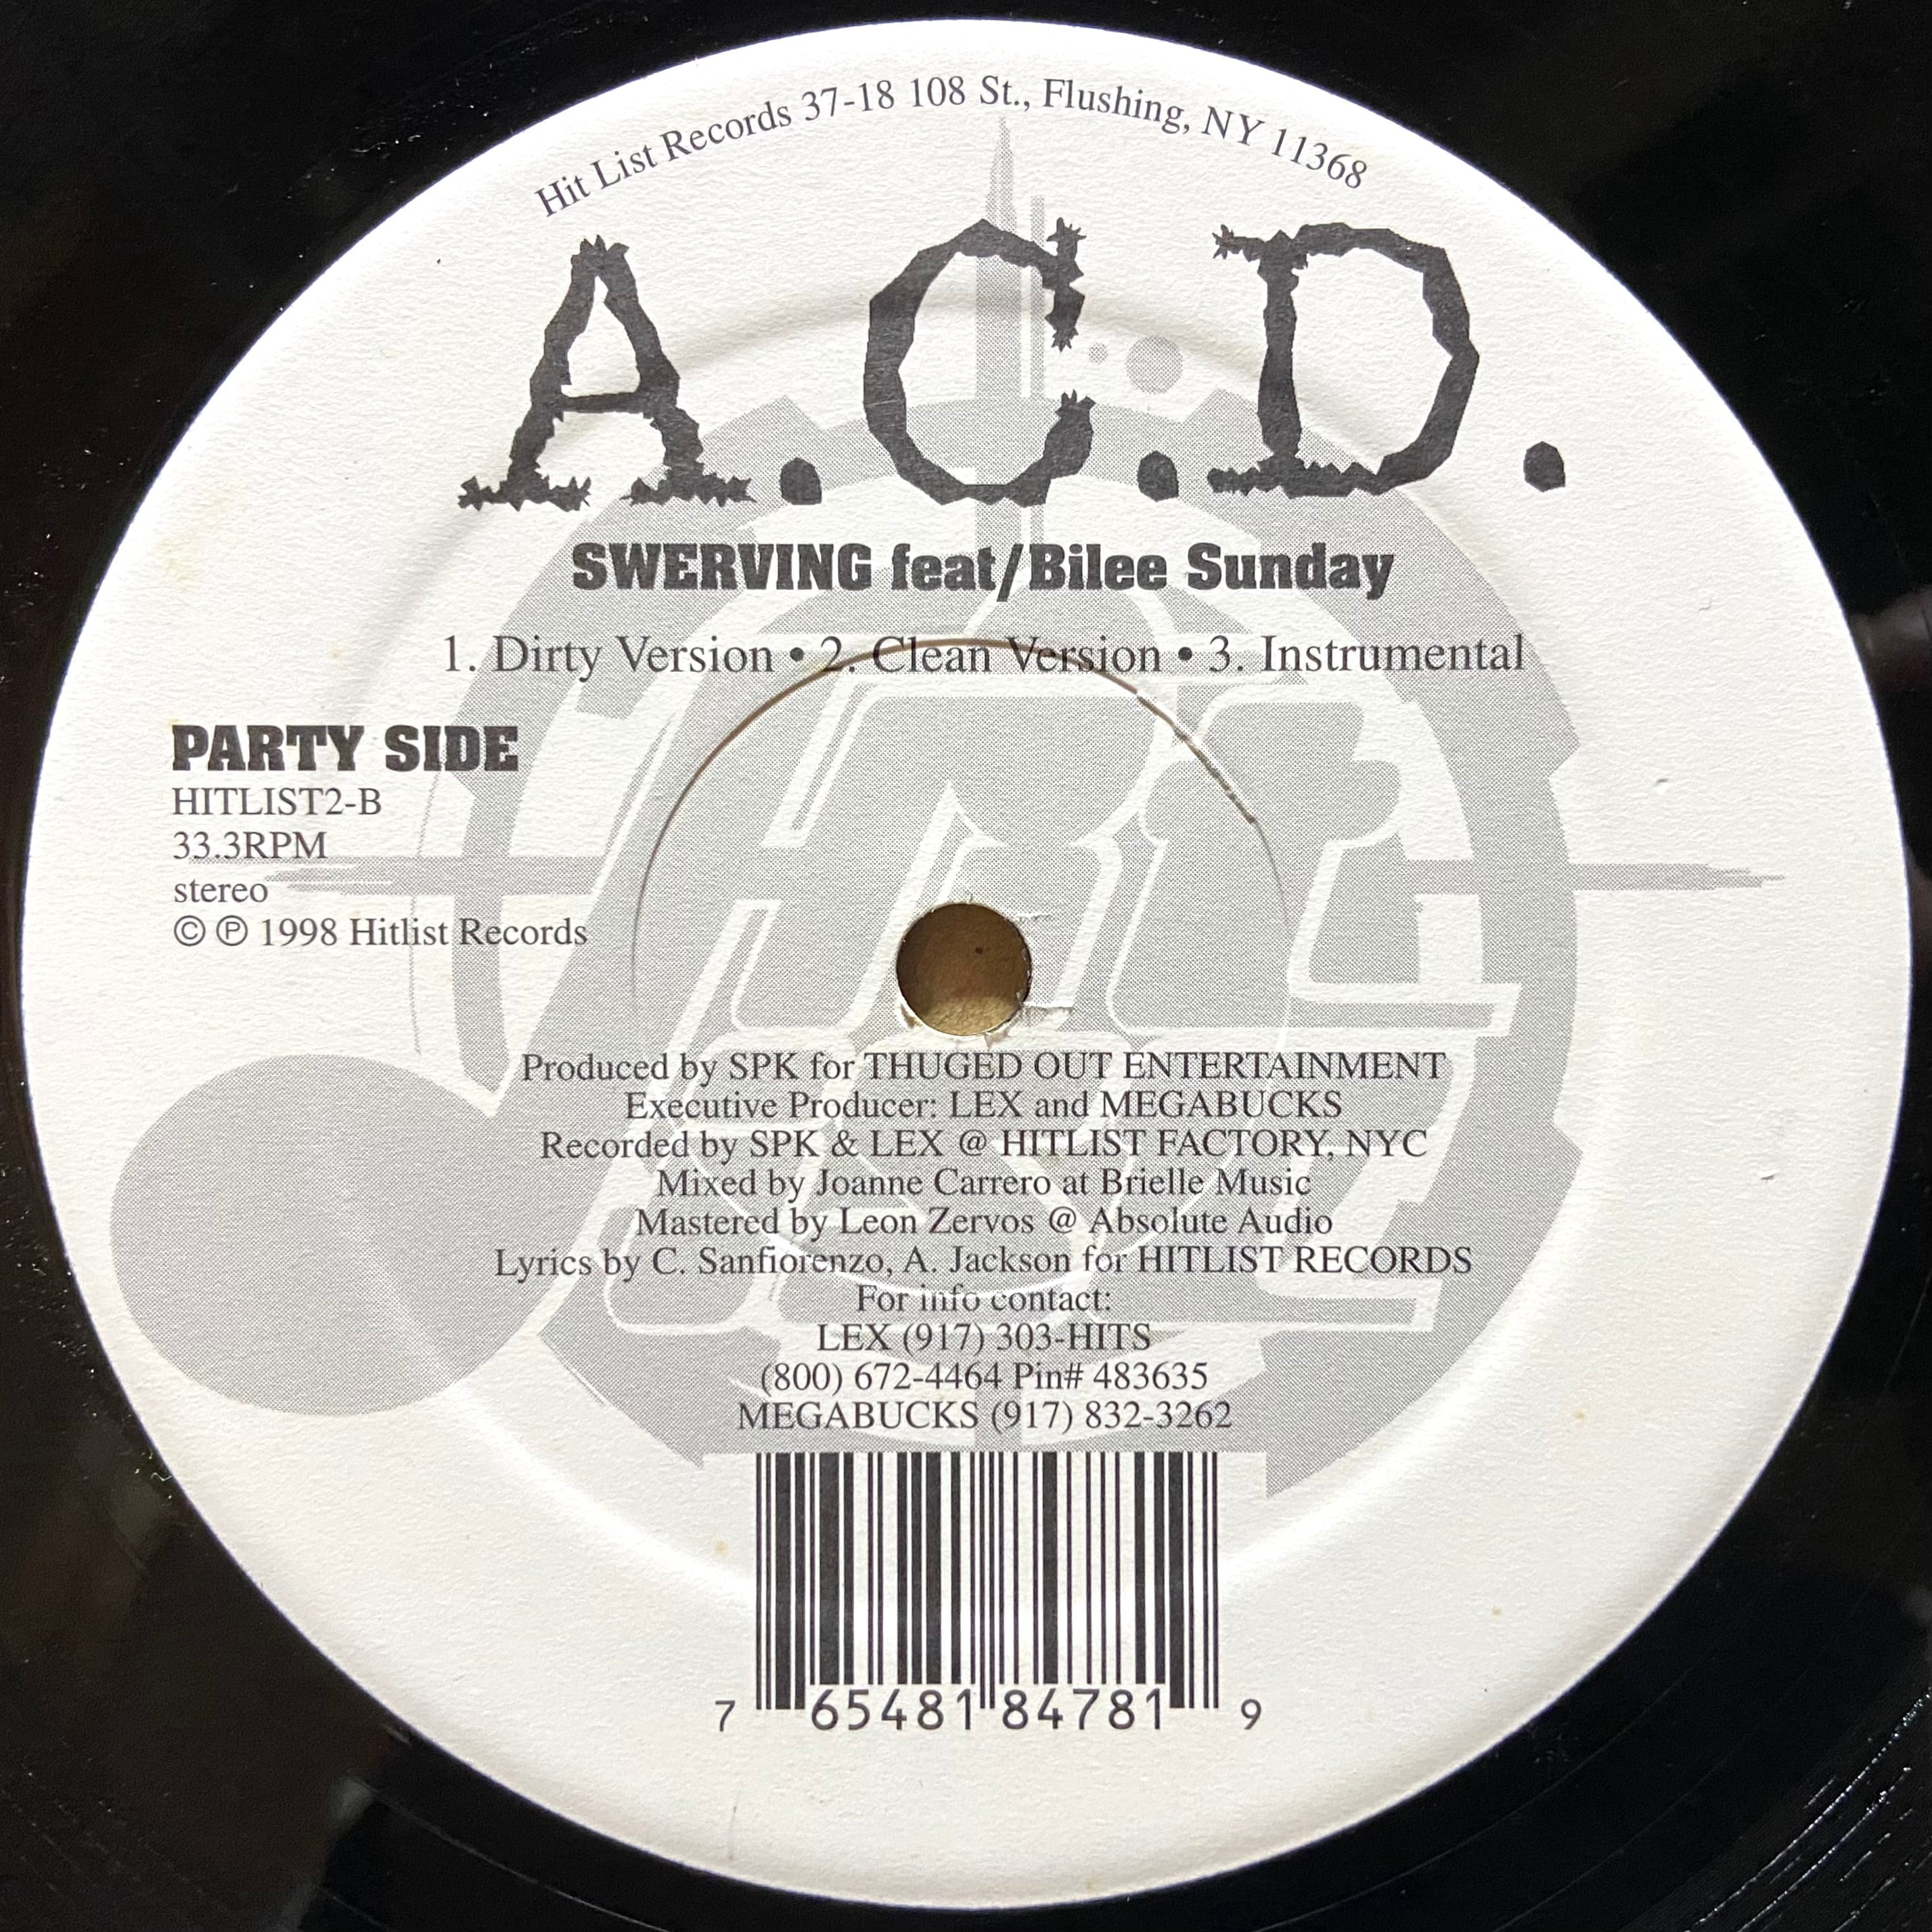 Hit List Records 37-18 108 St., Flushing, NY 11368
A.C.D.
SWERVING feat/Bilee Sunday
1. Dirty Version • 2. Clean Version • 3. Instrumental
PARTY SIDE
HITLIST2-B
33.3RPM
stereo
© ℗ 1998 Hitlist Records
Hit List
Produced by SPK for THUGED OUT ENTERTAINMENT
Executive Producer: LEX and MEGABUCKS
Recorded by SPK & LEX @ HITLIST FACTORY, NYC
Mixed by Joanne Carrero at Brielle Music
Mastered by Leon Zervos @ Absolute Audio
Lyrics by C. Sanfiorenzo, A. Jackson for HITLIST RECORDS
For info contact:
LEX (917) 303-HITS
(800) 672-4464 Pin# 483635
MEGABUCKS (917) 832-3262
7 65481 84781 9